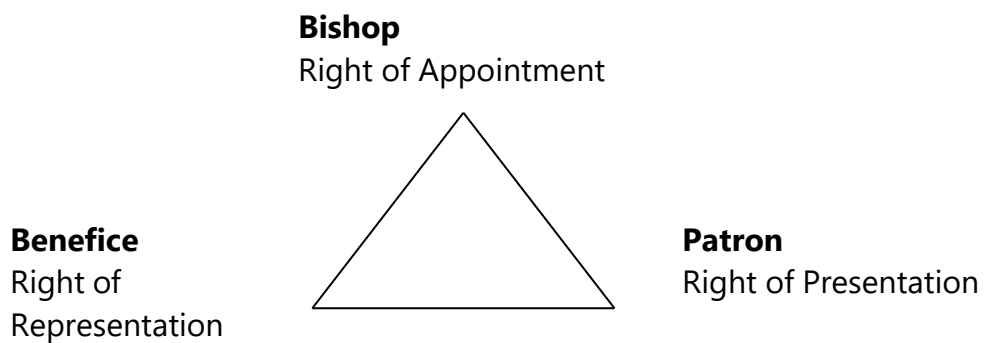 Bishop
Right of Appointment
Benefice
Right of
Representation
Patron
Right of Presentation